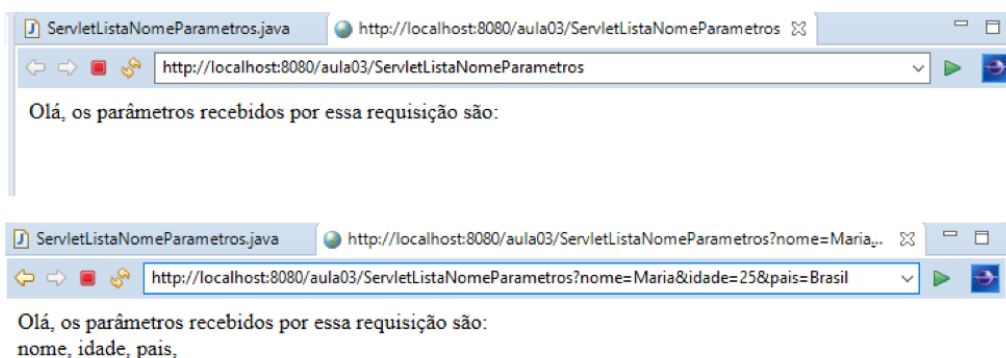 ServletListaNomeParametros.java http://localhost:8080/aula03/ServletListaNomeParametros
http://localhost:8080/aula03/ServletListaNomeParametros
Olá, os parâmetros recebidos por essa requisição são:
ServletListaNomeParametros.java http://localhost:8080/aula03/ServletListaNomeParametros?nome=Maria...
http://localhost:8080/aula03/ServletListaNomeParametros?nome=Maria&idade=25&pais=Brasil
Olá, os parâmetros recebidos por essa requisição são:
nome, idade, pais,